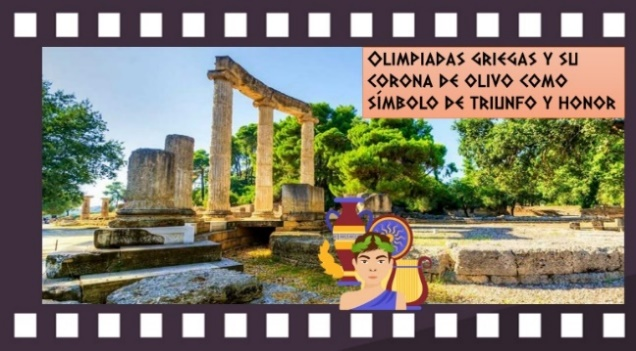 OLIMPIADAS GRIEGAS Y SU
CORONA DE OLIVO COMO
SÍMBOLO DE TRIUNFO Y HONOR